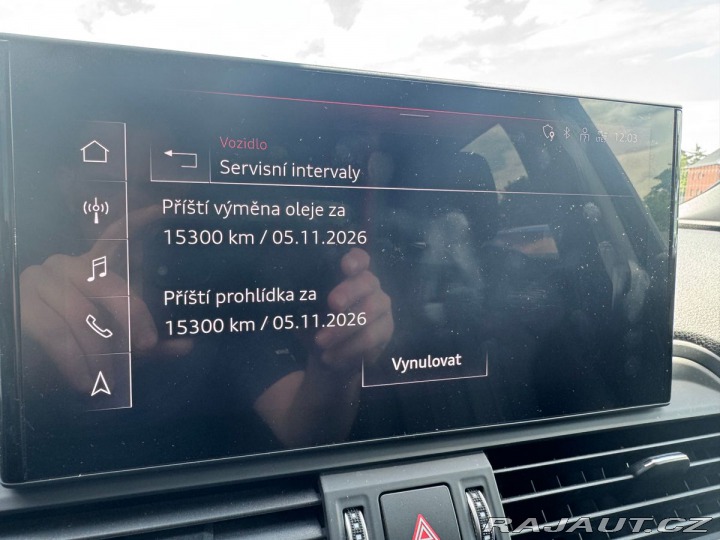 Vozidlo
12:03
Servisní intervaly
Příští výměna oleje za
15300 km / 05.11.2026
Příští prohlídka za
15300 km / 05.11.2026
Vynulovat
RAJAUT.CZ